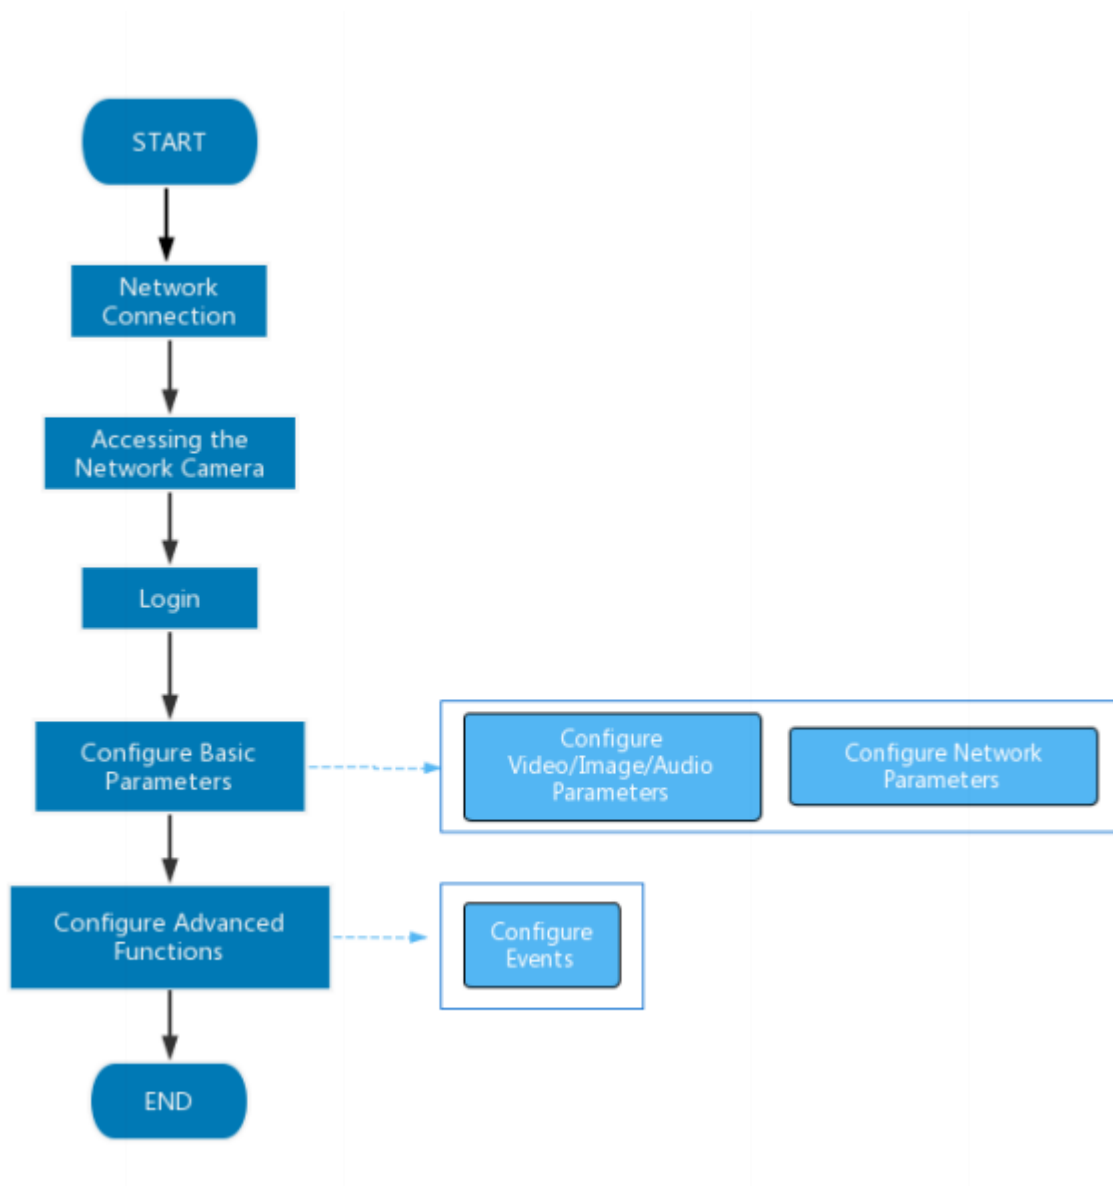 START
Network
Connection
Accessing the
Network Camera
Login
Configure Basic
Parameters
Configure
Video/Image/Audio
Parameters
Configure Network
Parameters
Configure Advanced
Functions
Configure
Events
END